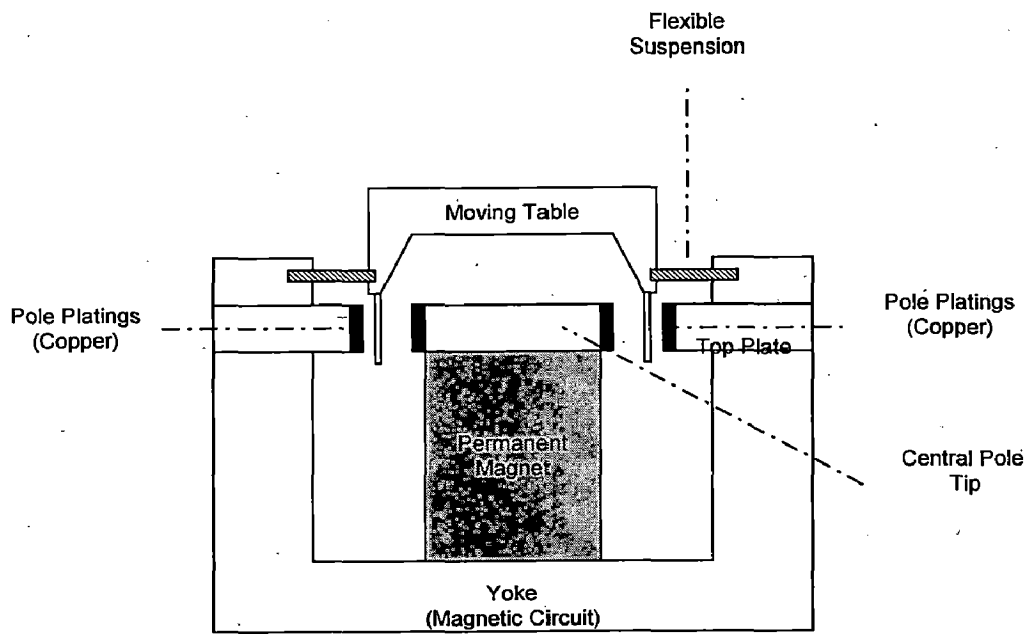 Flexible
Suspension
Moving Table
Pole Platings
(Copper)
Pole Platings
(Copper)
Top Plate
Permanent
Magnet
Central Pole
Tip
Yoke
(Magnetic Circuit)